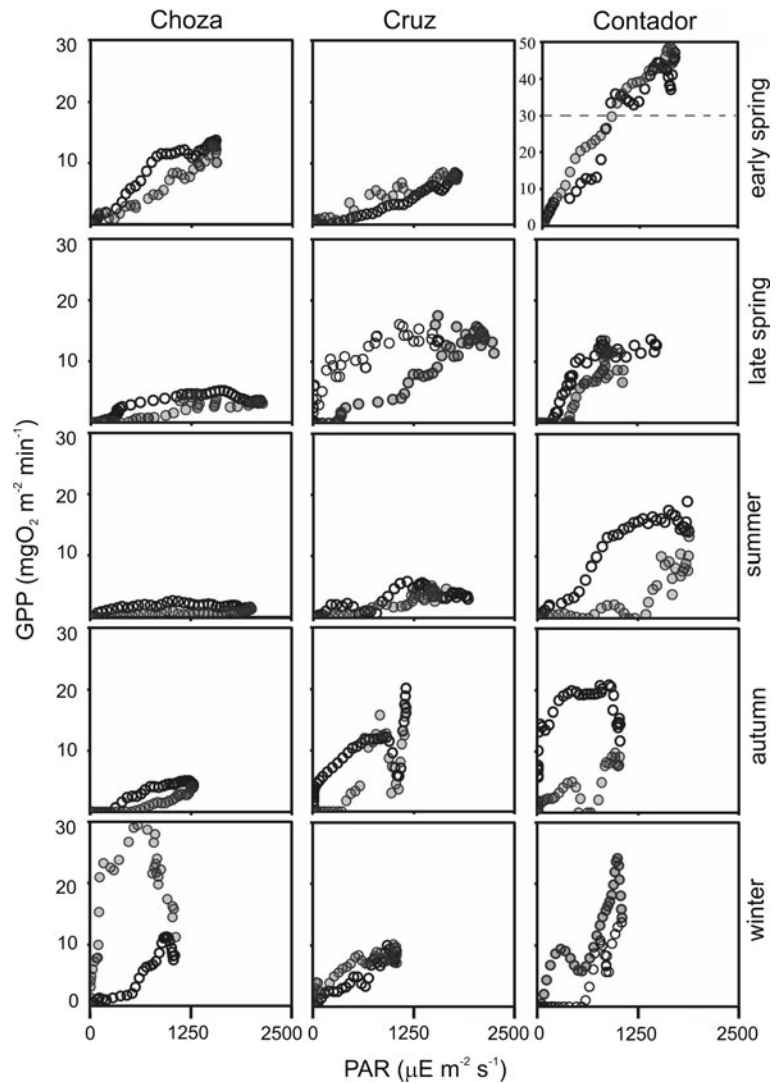 Choza Cruz Contador
30 50
40
20 30
20
10 10
0
early spring
30
20
10
late spring
GPP (mgO₂ m⁻² min⁻¹)
30
20
10
summer
30
20
10
autumn
30
20
10
0
winter
0 1250 2500 0 1250 2500 0 1250 2500
PAR (µE m⁻² s⁻¹)